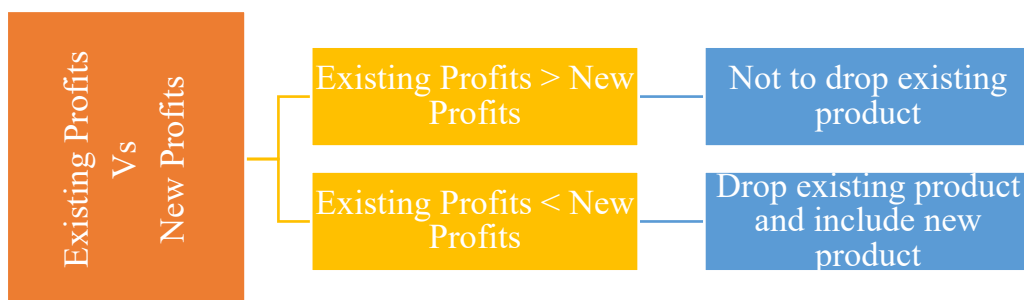 Existing Profits
Vs
New Profits
Existing Profits > New
Profits
Not to drop existing
product
Existing Profits < New
Profits
Drop existing product
and include new
product